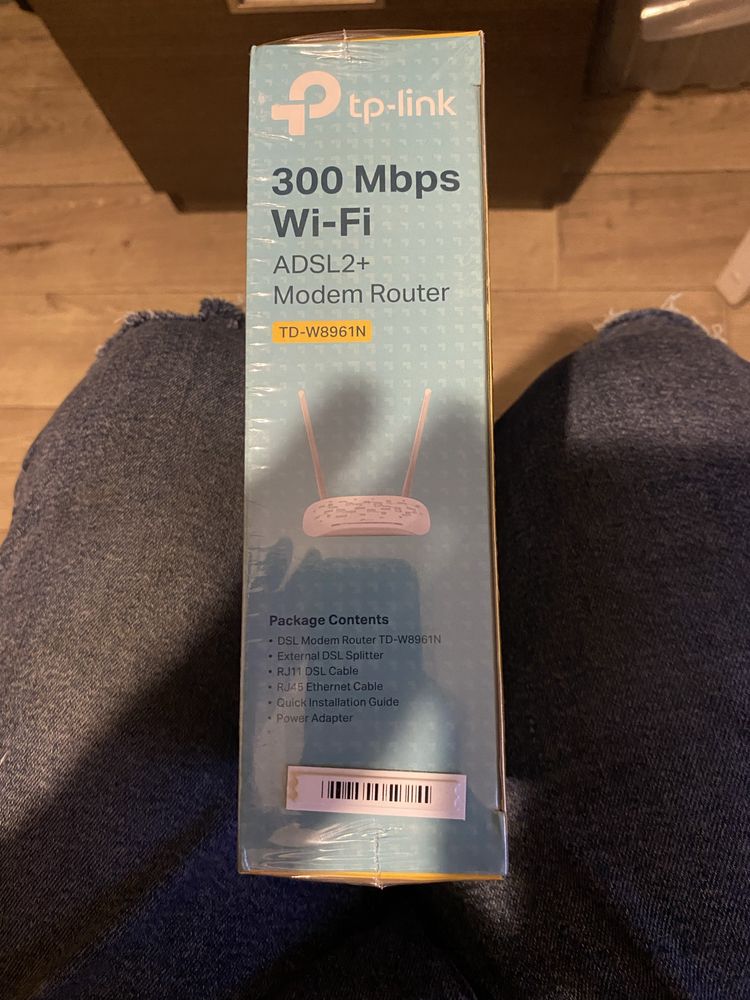 tp-link
300 Mbps
Wi-Fi
ADSL2+
Modem Router
TD-W8961N
Package Contents
• DSL Modem Router TD-W8961N
• External DSL Splitter
• RJ11 DSL Cable
• RJ45 Ethernet Cable
• Quick Installation Guide
• Power Adapter